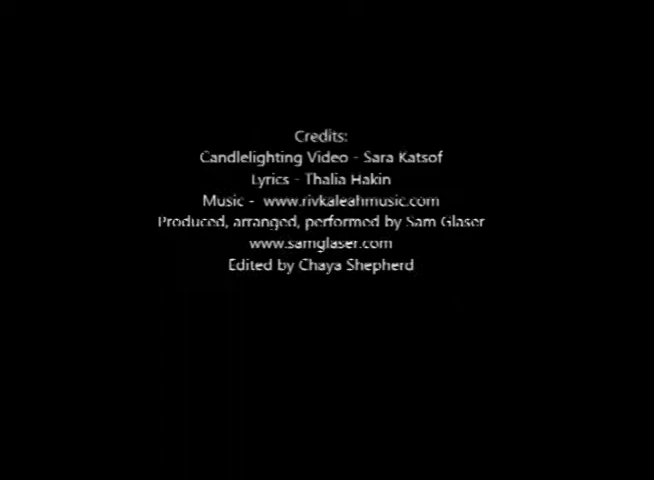 Credits:
Candlelighting Video - Sara Katsof
Lyrics - Thalia Hakin
Music - www.rivkaleahmusic.com
Produced, arranged, performed by Sam Glaser
www.samglaser.com
Edited by Chaya Shepherd